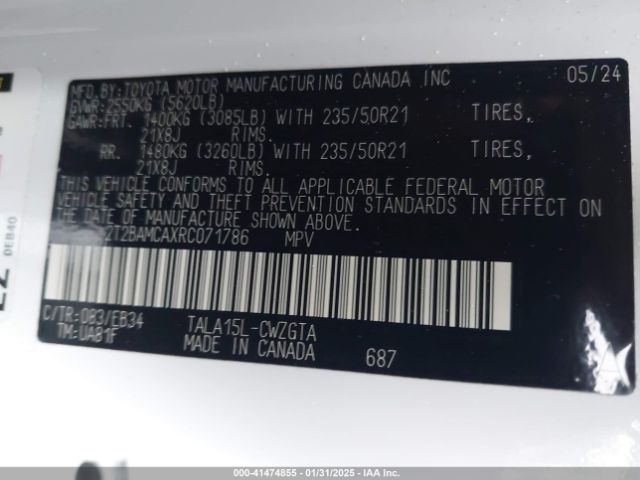 MFD.BY:TOYOTA MOTOR MANUFACTURING CANADA INC 05/24
GVWR:2550KG (5620LB)
GAWR:FRT. 1400KG (3085LB) WITH 235/50R21 TIRES,
21X8J RIMS.
RR. 1480KG (3260LB) WITH 235/50R21 TIRES,
21X8J RIMS.
THIS VEHICLE CONFORMS TO ALL APPLICABLE FEDERAL MOTOR
VEHICLE SAFETY AND THEFT PREVENTION STANDARDS IN EFFECT ON
THE DATE OF MANUFACTURE SHOWN ABOVE.
2T2BAMCAXRC071786 MPV
C/TR:083/EB34 TALA15L-CWZGTA
TM:UA81F MADE IN CANADA 687
A
DEB40
00-41474855 - 01/31/2025 - IAA Inc.